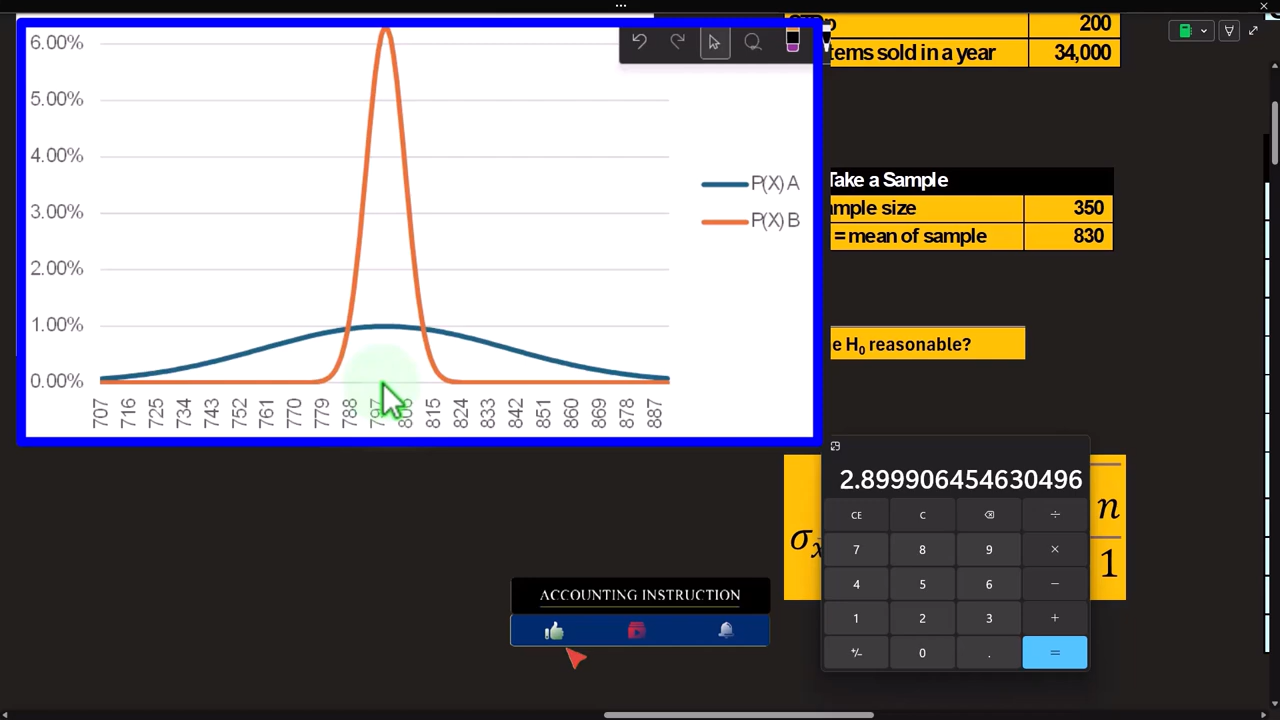 200
tems sold in a year 34,000
6.00%
5.00%
4.00%
3.00%
2.00%
1.00%
0.00%
P(X) A
P(X) B
707 716 725 734 743 752 761 770 779 788 797 806 815 824 833 842 851 860 869 878 887
Take a Sample
mple size 350
= mean of sample 830
e H₀ reasonable?
σx
n
1
2.899906454630496
CE C ÷
7 8 9 ×
4 5 6 −
1 2 3 +
+/− 0 . =
ACCOUNTING INSTRUCTION